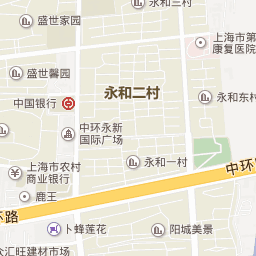 永和三村
盛世家园
上海市第
康复医院
盛世馨园
永和二村
中国银行
永和东村
中环永新
国际广场
永和一村
上海市农村
商业银行
中环
鹿王
环路
卜蜂莲花
阳城美景
众汇旺建材市场